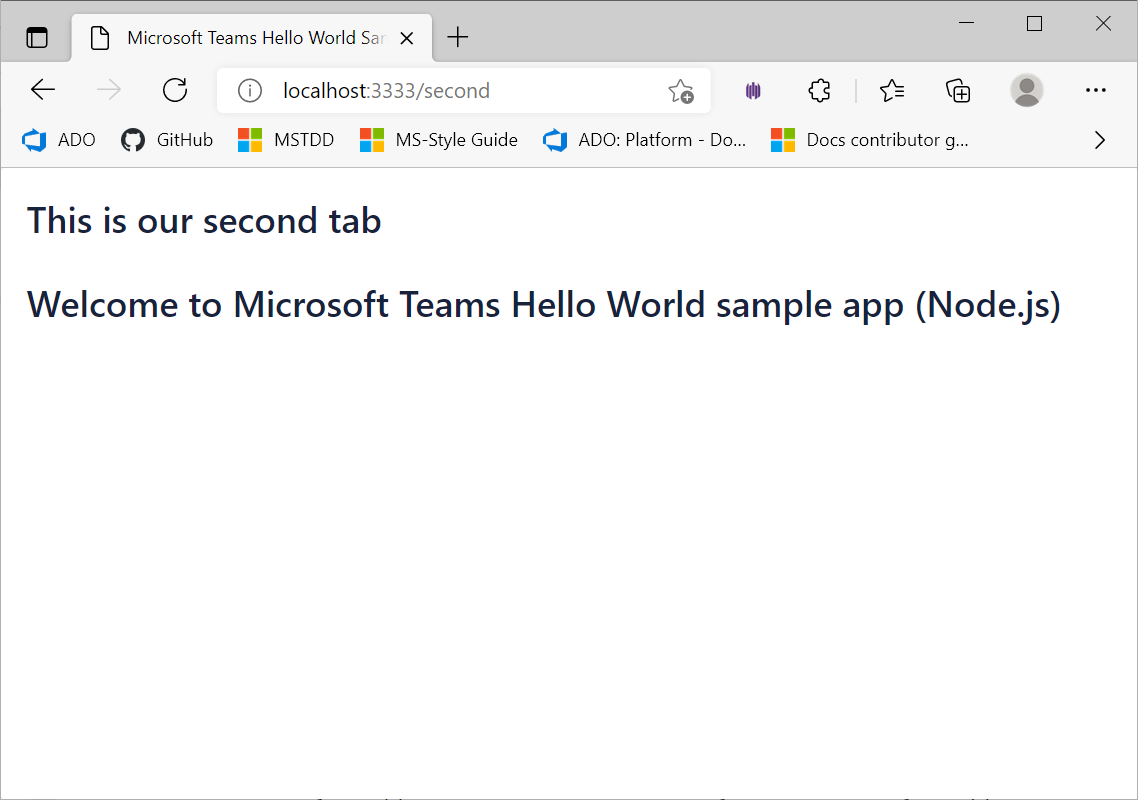 Microsoft Teams Hello World Sar
localhost:3333/second
ADO GitHub MSTDD MS-Style Guide ADO: Platform - Do... Docs contributor g...
This is our second tab
Welcome to Microsoft Teams Hello World sample app (Node.js)